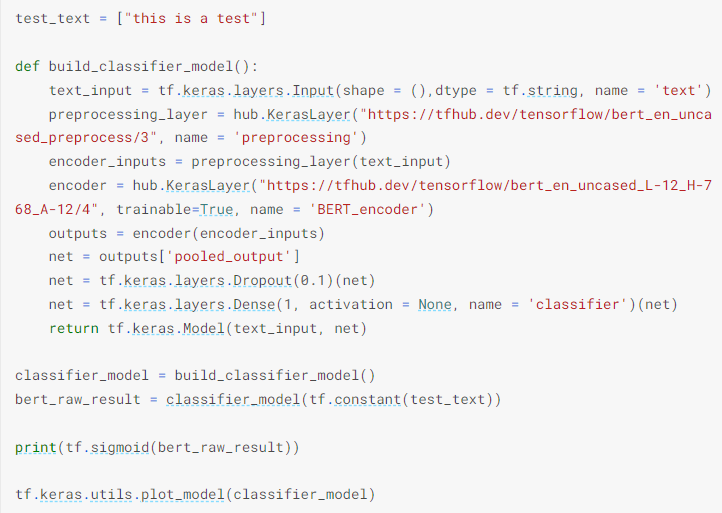 test_text = ["this is a test"]
def build_classifier_model():
    text_input = tf.keras.layers.Input(shape = (),dtype = tf.string, name = 'text')
    preprocessing_layer = hub.KerasLayer("https://tfhub.dev/tensorflow/bert_en_unca
sed_preprocess/3", name = 'preprocessing')
    encoder_inputs = preprocessing_layer(text_input)
    encoder = hub.KerasLayer("https://tfhub.dev/tensorflow/bert_en_uncased_L-12_H-7
68_A-12/4", trainable=True, name = 'BERT_encoder')
    outputs = encoder(encoder_inputs)
    net = outputs['pooled_output']
    net = tf.keras.layers.Dropout(0.1)(net)
    net = tf.keras.layers.Dense(1, activation = None, name = 'classifier')(net)
    return tf.keras.Model(text_input, net)
classifier_model = build_classifier_model()
bert_raw_result = classifier_model(tf.constant(test_text))
print(tf.sigmoid(bert_raw_result))
tf.keras.utils.plot_model(classifier_model)